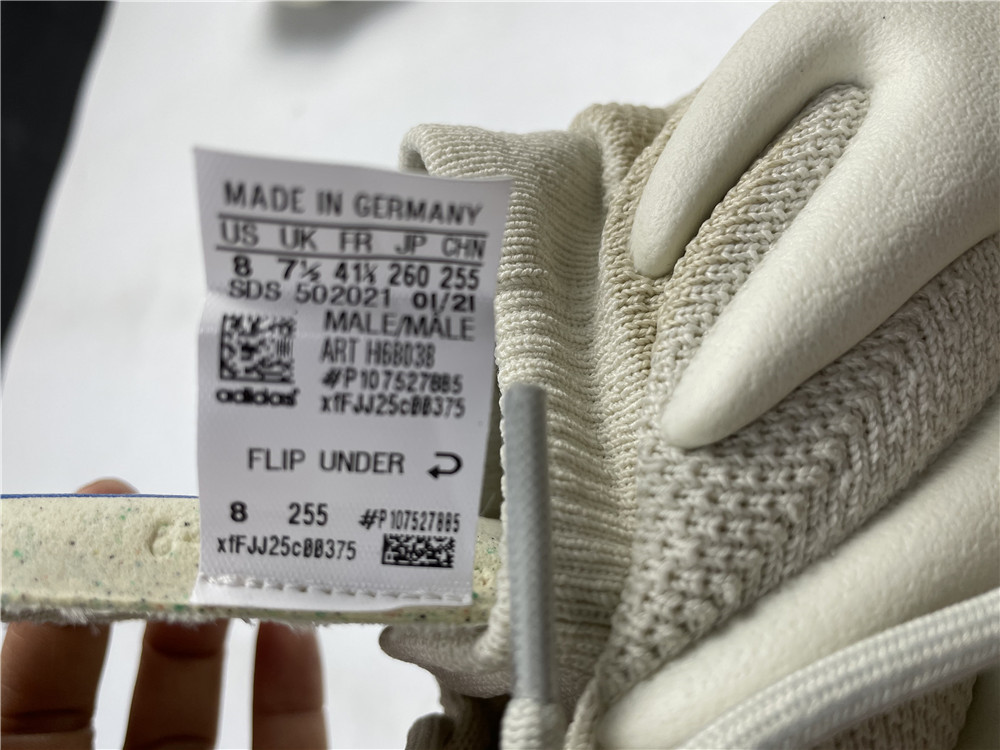 MADE IN GERMANY
US UK FR JP CHN
8 7½ 41⅓ 260 255
SDS 502021 01/21
MALE/MÂLE
ART H68038
#P107527885
xfFJJ25c00375
adidas
FLIP UNDER
8 255 #P107527885
xfFJJ25c00375